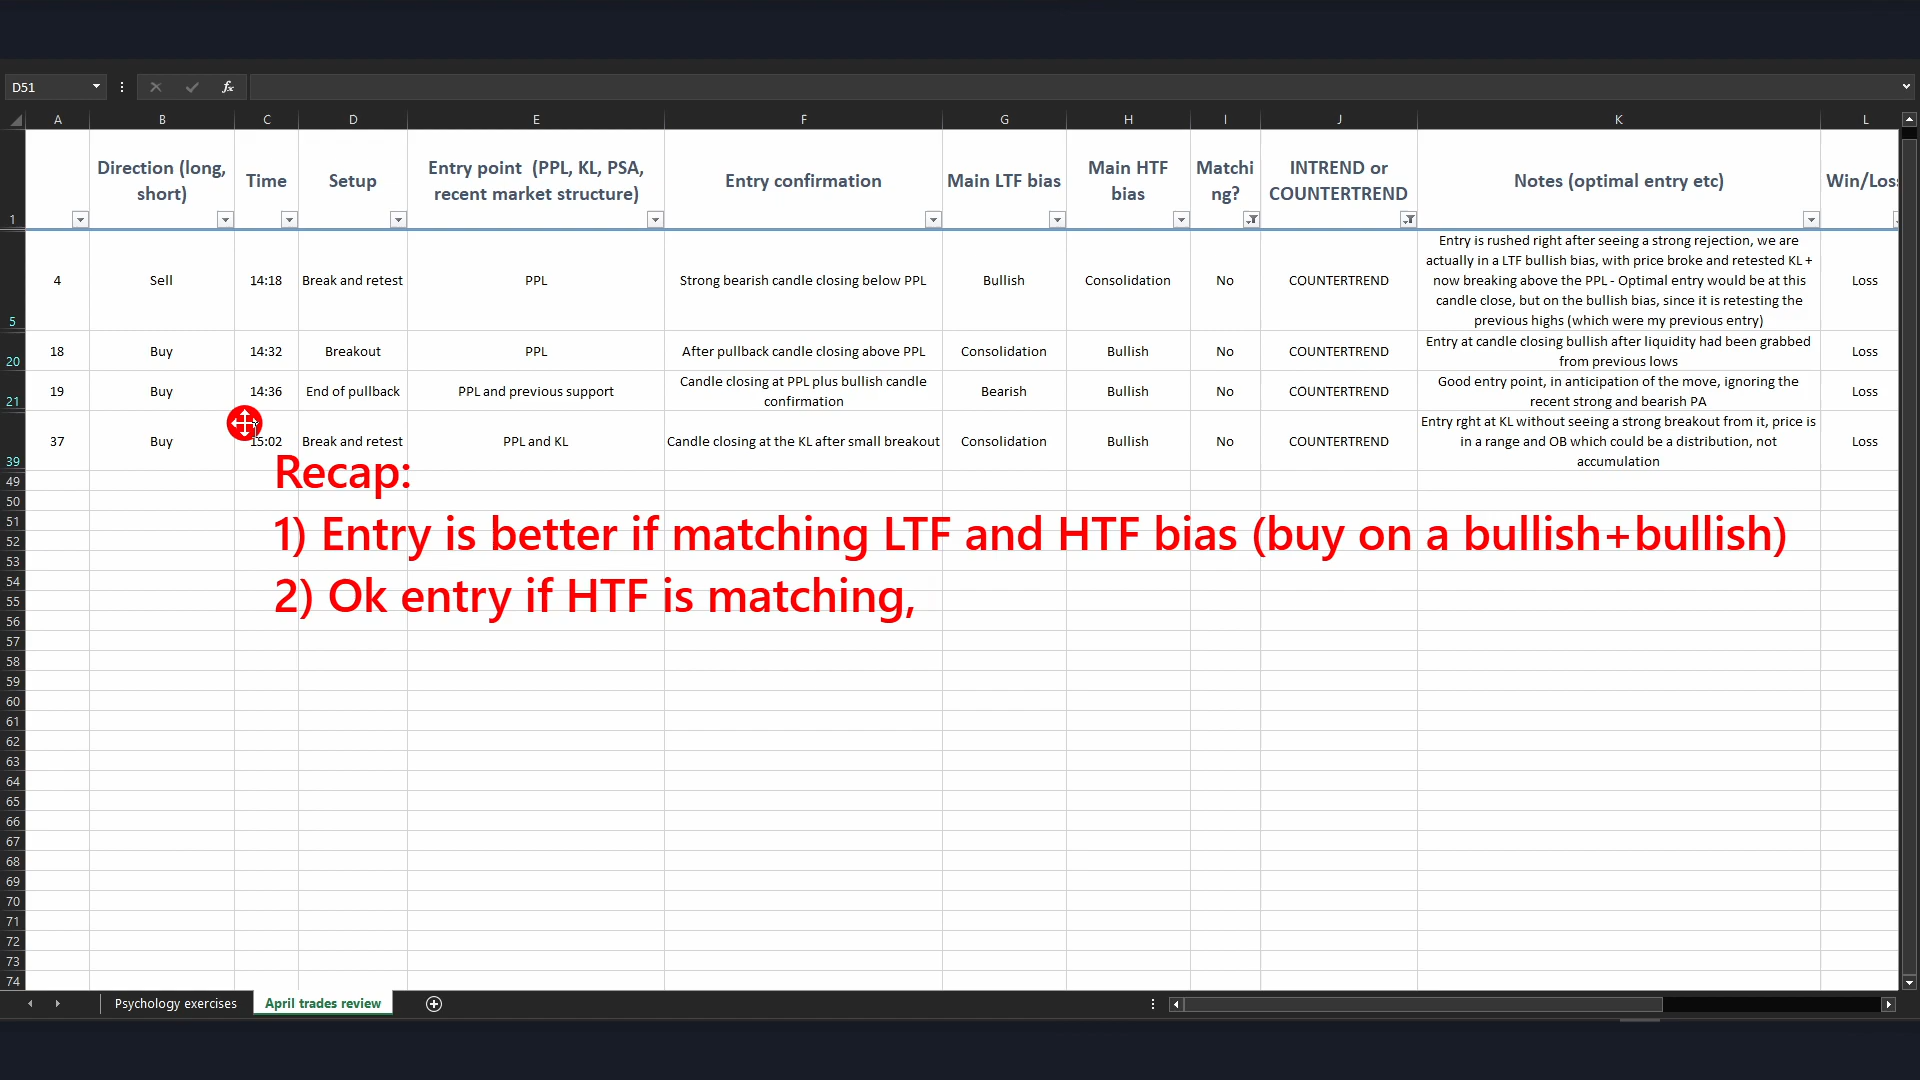 D51
fx
A B C D E F G H I J K L
Direction (long, short) Time Setup Entry point (PPL, KL, PSA, recent market structure) Entry confirmation Main LTF bias Main HTF bias Matchi ng? INTREND or COUNTERTREND Notes (optimal entry etc) Win/Loss
1
4 Sell 14:18 Break and retest PPL Strong bearish candle closing below PPL Bullish Consolidation No COUNTERTREND Entry is rushed right after seeing a strong rejection, we are actually in a LTF bullish bias, with price broke and retested KL + now breaking above the PPL - Optimal entry would be at this candle close, but on the bullish bias, since it is retesting the previous highs (which were my previous entry) Loss
5
18 Buy 14:32 Breakout PPL After pullback candle closing above PPL Consolidation Bullish No COUNTERTREND Entry at candle closing bullish after liquidity had been grabbed from previous lows Loss
20
19 Buy 14:36 End of pullback PPL and previous support Candle closing at PPL plus bullish candle confirmation Bearish Bullish No COUNTERTREND Good entry point, in anticipation of the move, ignoring the recent strong and bearish PA Loss
21
37 Buy 15:02 Break and retest PPL and KL Candle closing at the KL after small breakout Consolidation Bullish No COUNTERTREND Entry rght at KL without seeing a strong breakout from it, price is in a range and OB which could be a distribution, not accumulation Loss
39
Recap:
1) Entry is better if matching LTF and HTF bias (buy on a bullish+bullish)
2) Ok entry if HTF is matching,
49
50
51
52
53
54
55
56
57
58
59
60
61
62
63
64
65
66
67
68
69
70
71
72
73
74
Psychology exercises April trades review